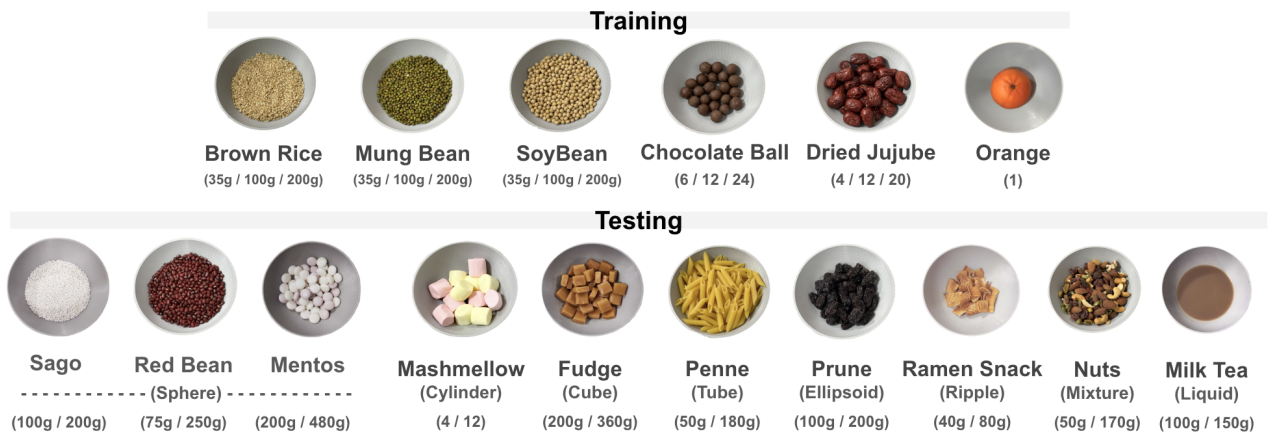 Training
Brown Rice Mung Bean SoyBean Chocolate Ball Dried Jujube Orange
(35g / 100g / 200g) (35g / 100g / 200g) (35g / 100g / 200g) (6 / 12 / 24) (4 / 12 / 20) (1)
Testing
Sago Red Bean Mentos Mashmellow Fudge Penne Prune Ramen Snack Nuts Milk Tea
(Sphere) (Cylinder) (Cube) (Tube) (Ellipsoid) (Ripple) (Mixture) (Liquid)
(100g / 200g) (75g / 250g) (200g / 480g) (4 / 12) (200g / 360g) (50g / 180g) (100g / 200g) (40g / 80g) (50g / 170g) (100g / 150g)